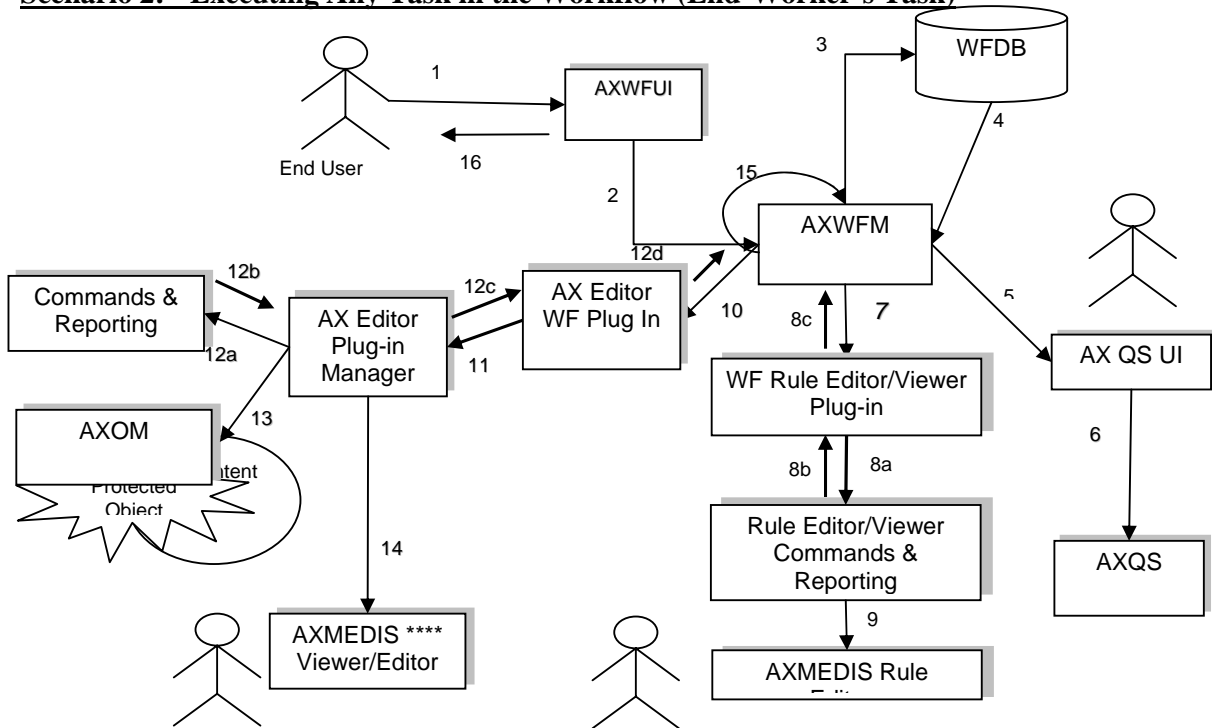 Scenario 2: Executing Any Task in the Workflow (End-Worker's Task)
3
WFDB
1
AXWFUI
4
16
End User
2
15
AXWFM
12b
12c
12d
Commands &
Reporting
AX Editor
Plug-in
Manager
AX Editor
WF Plug In
10
8c
7
12a
11
AX QS UI
WF Rule Editor/Viewer
Plug-in
13
AXOM
6
8b
8a
Protected
Object
14
Rule Editor/Viewer
Commands &
Reporting
AXQS
9
AXMEDIS ****
Viewer/Editor
AXMEDIS Rule